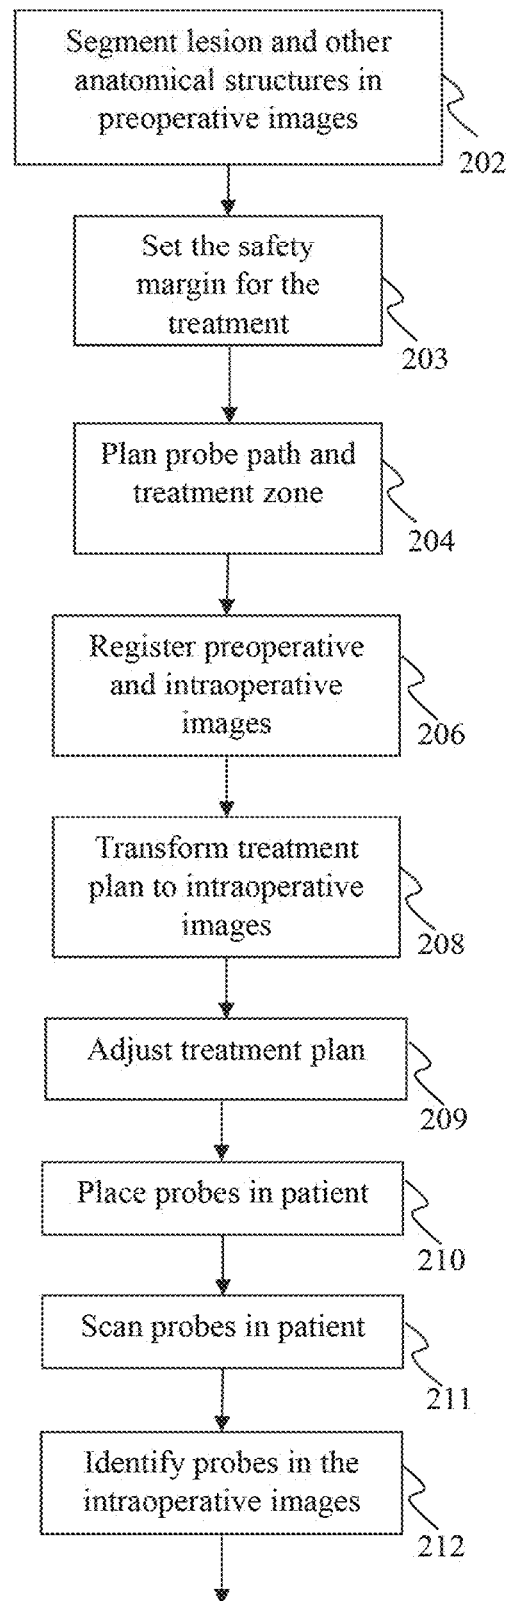 Segment lesion and other
anatomical structures in
preoperative images
202
Set the safety
margin for the
treatment
203
Plan probe path and
treatment zone
204
Register preoperative
and intraoperative
images
206
Transform treatment
plan to intraoperative
images
208
Adjust treatment plan
209
Place probes in patient
210
Scan probes in patient
211
Identify probes in the
intraoperative images
212